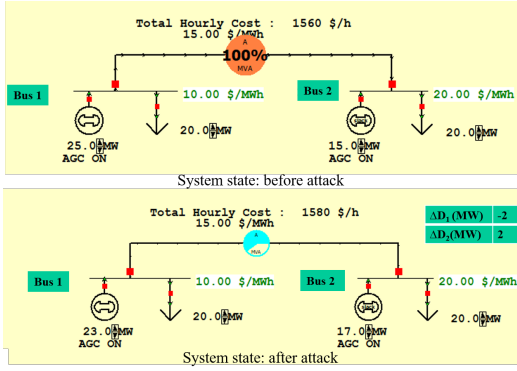 Total Hourly Cost : 1560 $/h
15.00 $/MWh
A
100%
MVA
Bus 1
10.00 $/MWh
Bus 2
20.00 $/MWh
20.0 MW
20.0 MW
25.0 MW
AGC ON
15.0 MW
AGC ON
System state: before attack
Total Hourly Cost : 1580 $/h
15.00 $/MWh
ΔD₁ (MW) -2
ΔD₂(MW) 2
A
MVA
Bus 1
10.00 $/MWh
Bus 2
20.00 $/MWh
20.0 MW
20.0 MW
23.0 MW
AGC ON
17.0 MW
AGC ON
System state: after attack